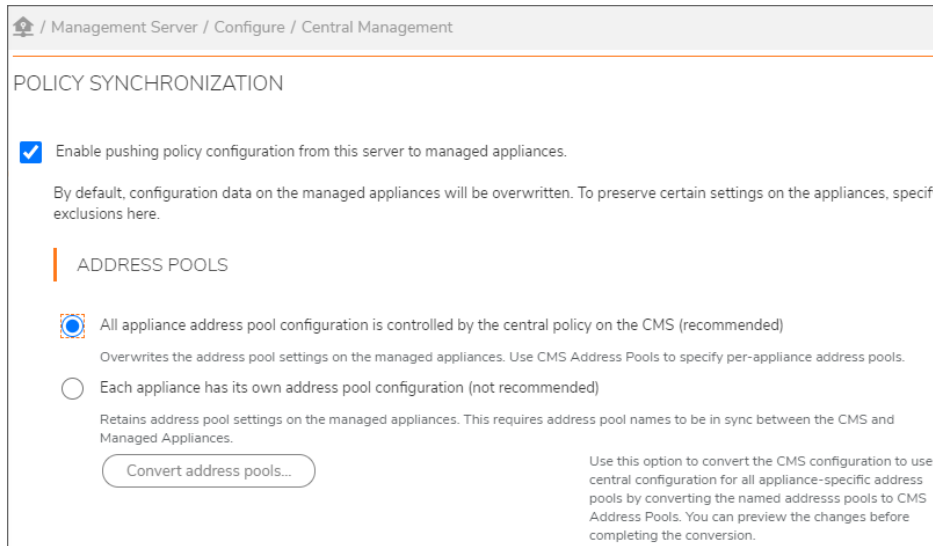 / Management Server / Configure / Central Management
POLICY SYNCHRONIZATION
Enable pushing policy configuration from this server to managed appliances.
By default, configuration data on the managed appliances will be overwritten. To preserve certain settings on the appliances, specif
exclusions here.
ADDRESS POOLS
All appliance address pool configuration is controlled by the central policy on the CMS (recommended)
Overwrites the address pool settings on the managed appliances. Use CMS Address Pools to specify per-appliance address pools.
Each appliance has its own address pool configuration (not recommended)
Retains address pool settings on the managed appliances. This requires address pool names to be in sync between the CMS and
Managed Appliances.
Convert address pools...
Use this option to convert the CMS configuration to use
central configuration for all appliance-specific address
pools by converting the named addresss pools to CMS
Address Pools. You can preview the changes before
completing the conversion.